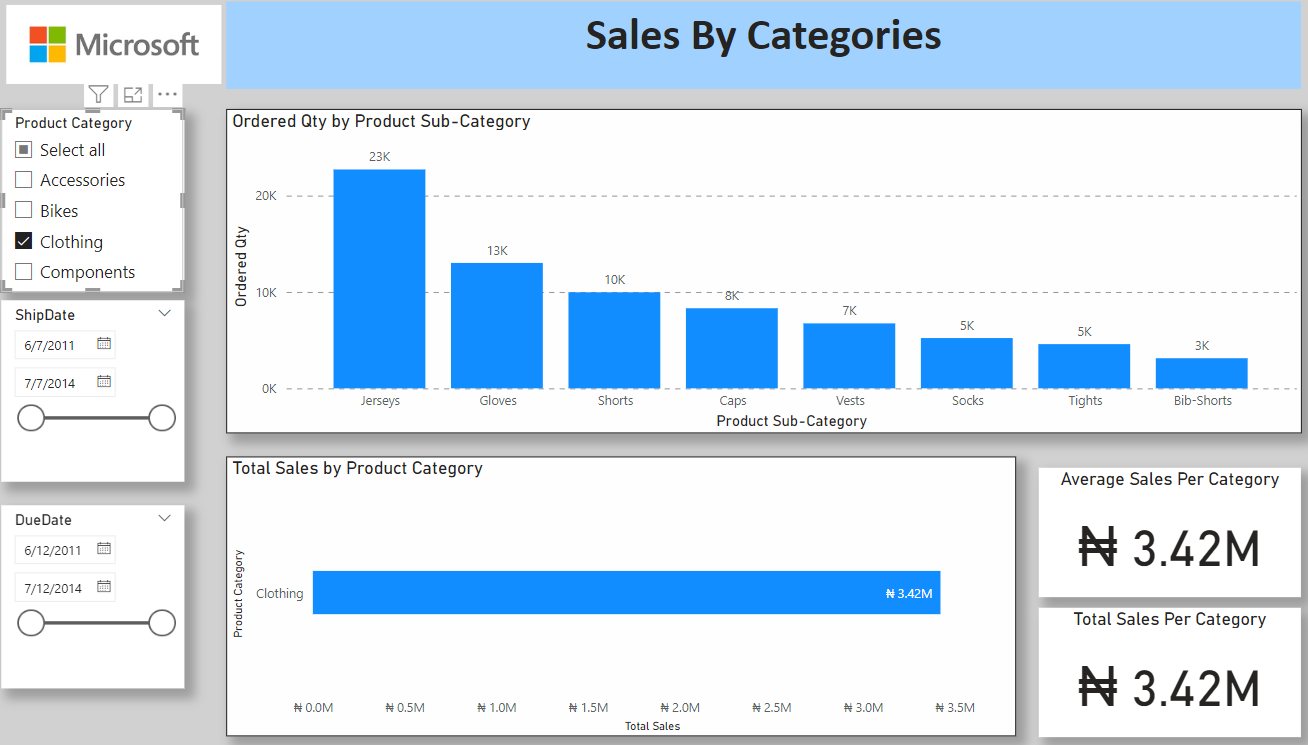 Microsoft
Sales By Categories
Product Category
Select all
Accessories
Bikes
Clothing
Components
ShipDate
6/7/2011
7/7/2014
DueDate
6/12/2011
7/12/2014
Ordered Qty by Product Sub-Category
Ordered Qty
20K
10K
0K
23K
13K
10K
8K
7K
5K
5K
3K
Jerseys
Gloves
Shorts
Caps
Vests
Socks
Tights
Bib-Shorts
Product Sub-Category
Total Sales by Product Category
Product Category
Clothing
₦ 3.42M
₦ 0.0M
₦ 0.5M
₦ 1.0M
₦ 1.5M
₦ 2.0M
₦ 2.5M
₦ 3.0M
₦ 3.5M
Total Sales
Average Sales Per Category
₦ 3.42M
Total Sales Per Category
₦ 3.42M